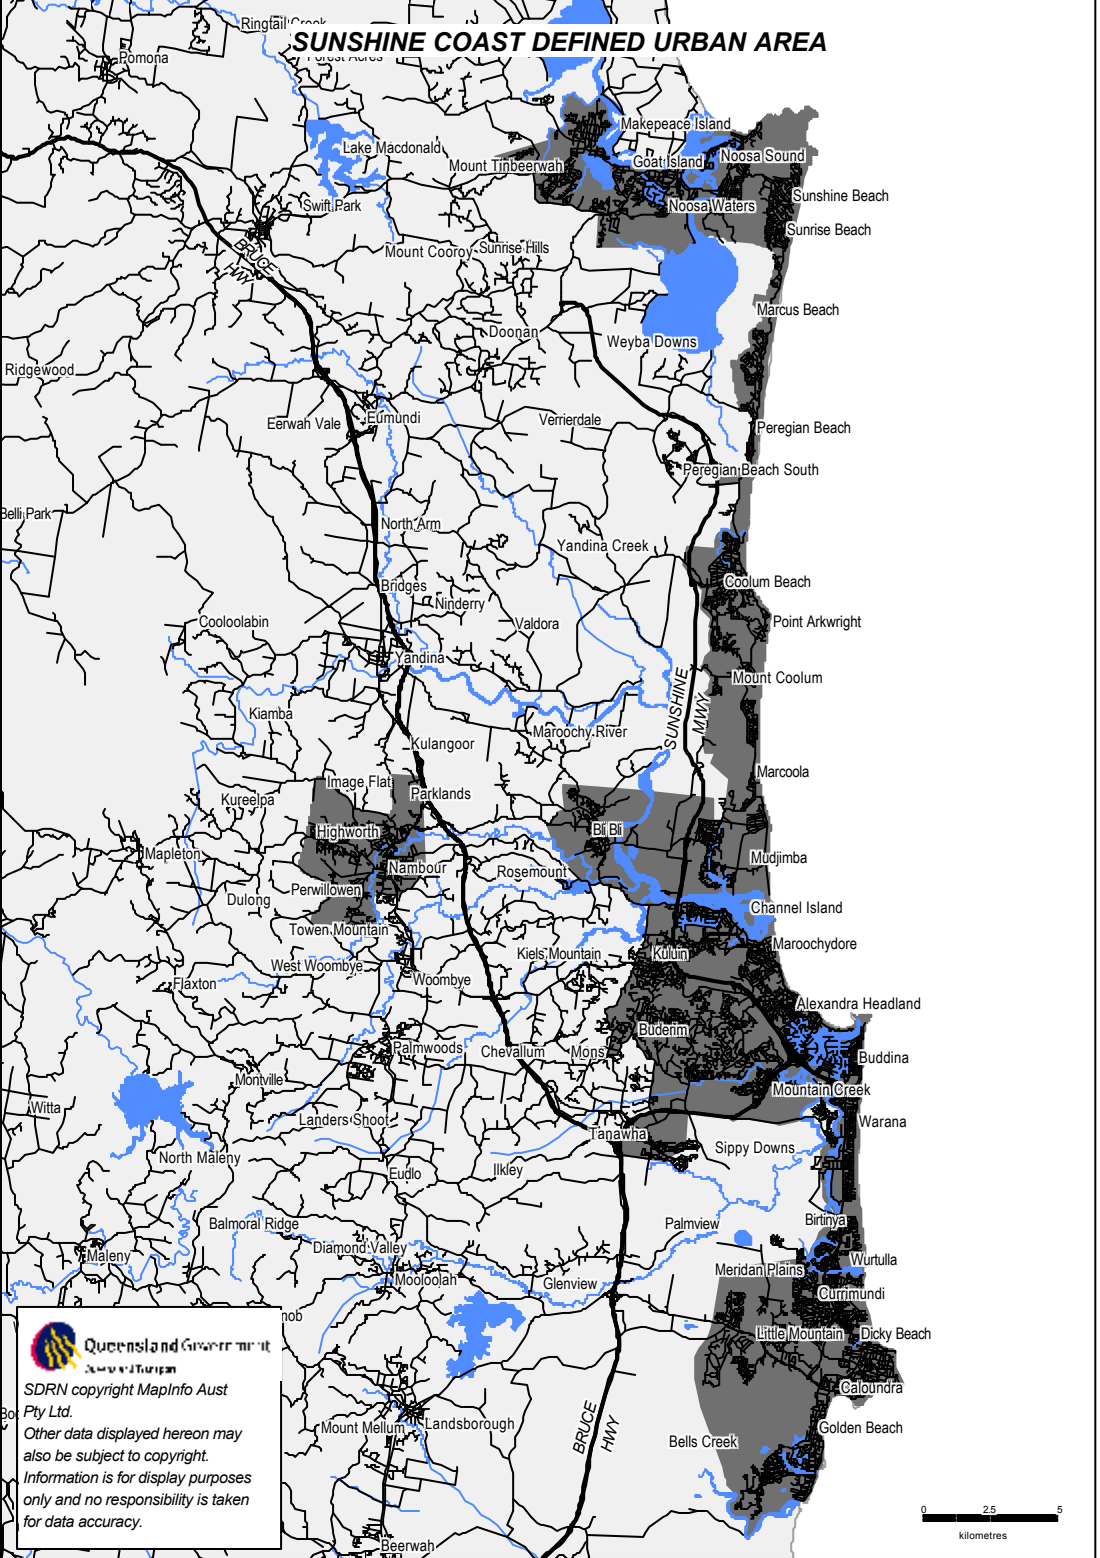 Ringtail Creek
SUNSHINE COAST DEFINED URBAN AREA
Forest Acres
Pomona
Makepeace Island
Lake Macdonald
Mount Tinbeerwah
Goat Island
Noosa Sound
Swift Park
Noosa Waters
Sunshine Beach
Sunrise Beach
BRUCE
HWY
Mount Cooroy
Sunrise Hills
Marcus Beach
Doonan
Weyba Downs
Ridgewood
Eerwah Vale
Eumundi
Verrierdale
Peregian Beach
Peregian Beach South
Belli Park
North Arm
Yandina Creek
Bridges
Coolum Beach
Ninderry
Cooloolabin
Valdora
Point Arkwright
Yandina
Mount Coolum
SUNSHINE
MWY
Kiamba
Maroochy River
Kulangoor
Marcoola
Image Flat
Parklands
Kureelpa
Highworth
Bli Bli
Mapleton
Mudjimba
Nambour
Rosemount
Perwillowen
Dulong
Channel Island
Towen Mountain
Maroochydore
Kiels Mountain
Kuluin
West Woombye
Woombye
Flaxton
Alexandra Headland
Buderim
Palmwoods
Chevallum
Mons
Buddina
Montville
Mountain Creek
Witta
Landers Shoot
Warana
Tanawha
Sippy Downs
North Maleny
Eudlo
Ilkley
Balmoral Ridge
Palmview
Birtinya
Maleny
Diamond Valley
Wurtulla
Meridan Plains
Mooloolah
Glenview
Currimundi
nob
Little Mountain
Dicky Beach
Queensland Government
Caloundra
SDRN copyright MapInfo Aust
Pty Ltd.
Other data displayed hereon may
also be subject to copyright.
Information is for display purposes
only and no responsibility is taken
for data accuracy.
Mount Mellum
Landsborough
BRUCE
HWY
Golden Beach
Bells Creek
Beerwah
0 2.5 5
kilometres